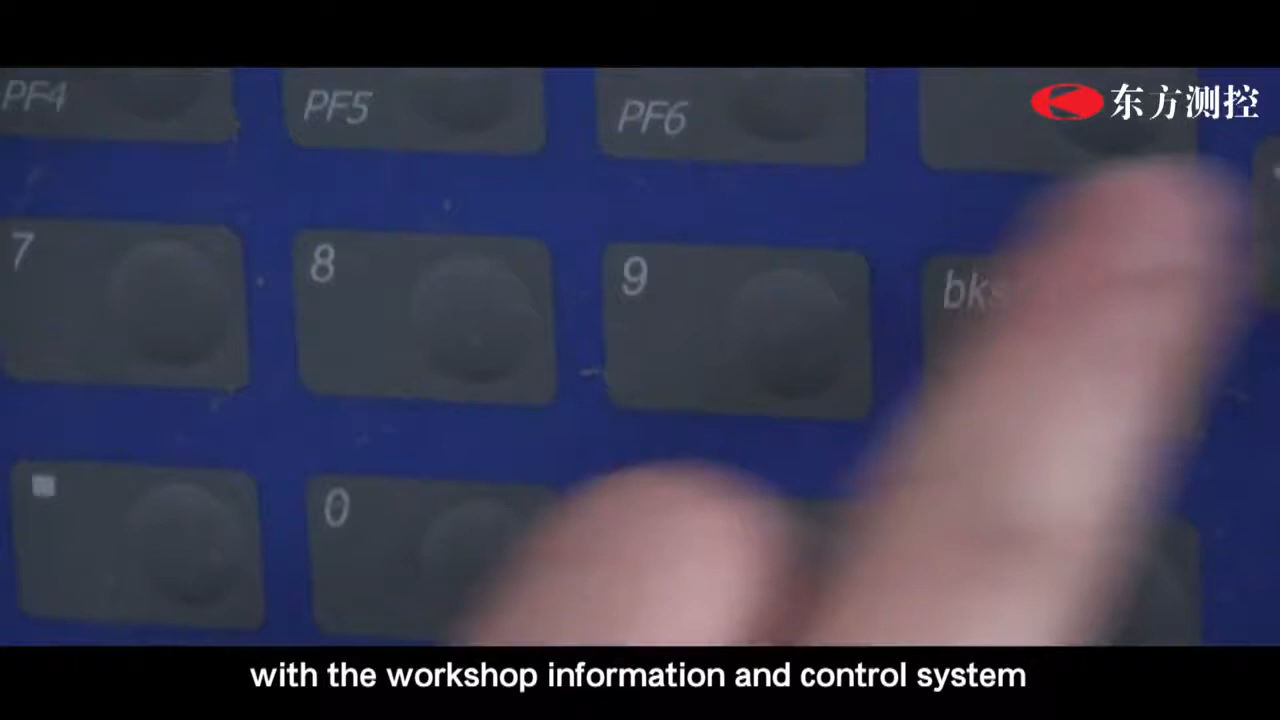 东方测控
PF4
PF5
PF6
7
8
9
0
with the workshop information and control system